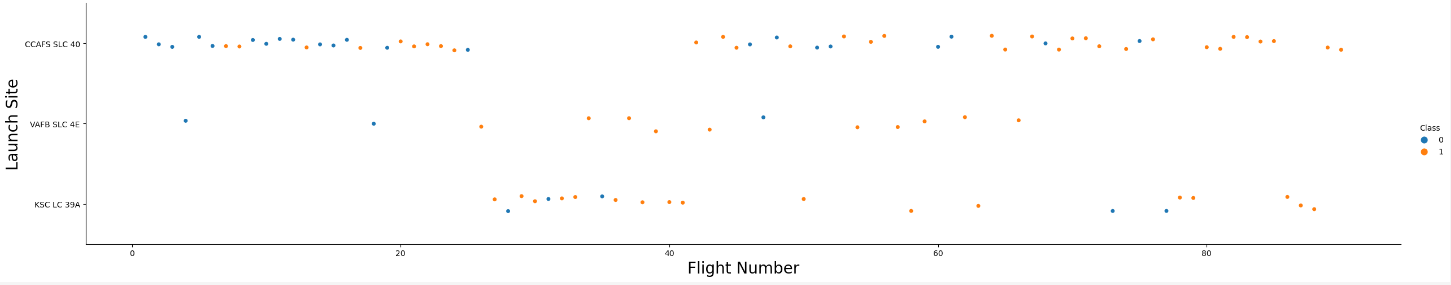 CCAFS SLC 40
VAFB SLC 4E
KSC LC 39A
Launch Site
0 20 40 60 80
Flight Number
Class
0
1